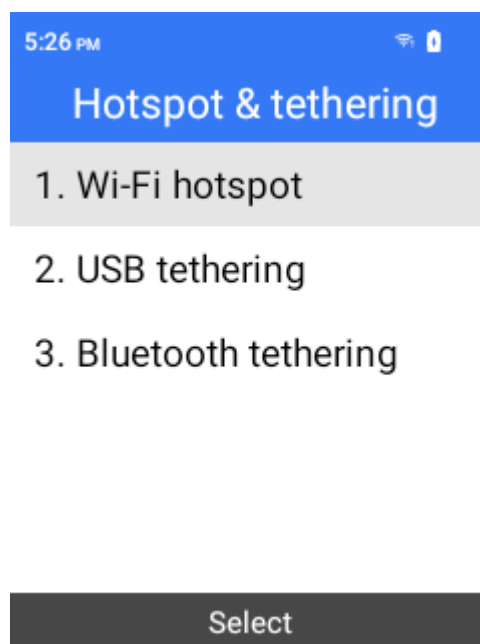 5:26 PM
Hotspot & tethering
1. Wi-Fi hotspot
2. USB tethering
3. Bluetooth tethering
Select